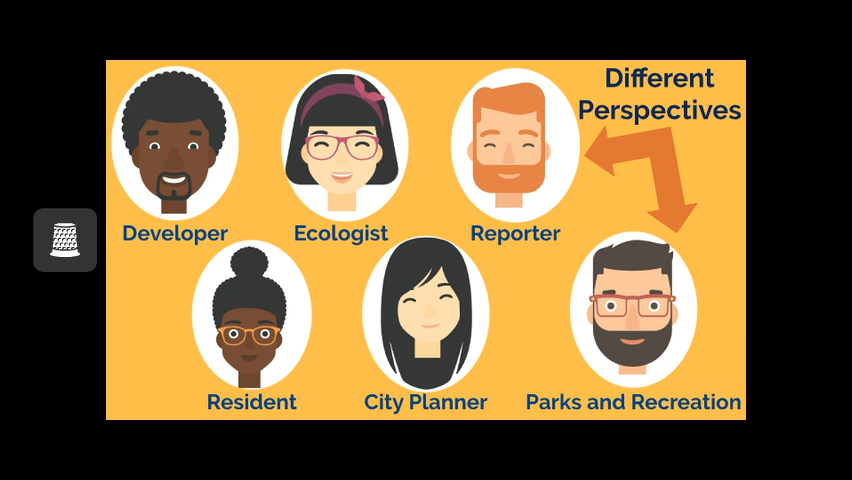 Different
Perspectives
Developer
Ecologist
Reporter
Resident
City Planner
Parks and Recreation